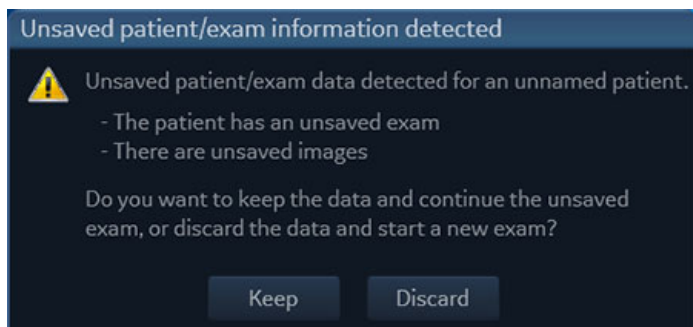 Unsaved patient/exam information detected
Unsaved patient/exam data detected for an unnamed patient.
- The patient has an unsaved exam
- There are unsaved images
Do you want to keep the data and continue the unsaved
exam, or discard the data and start a new exam?
Keep
Discard